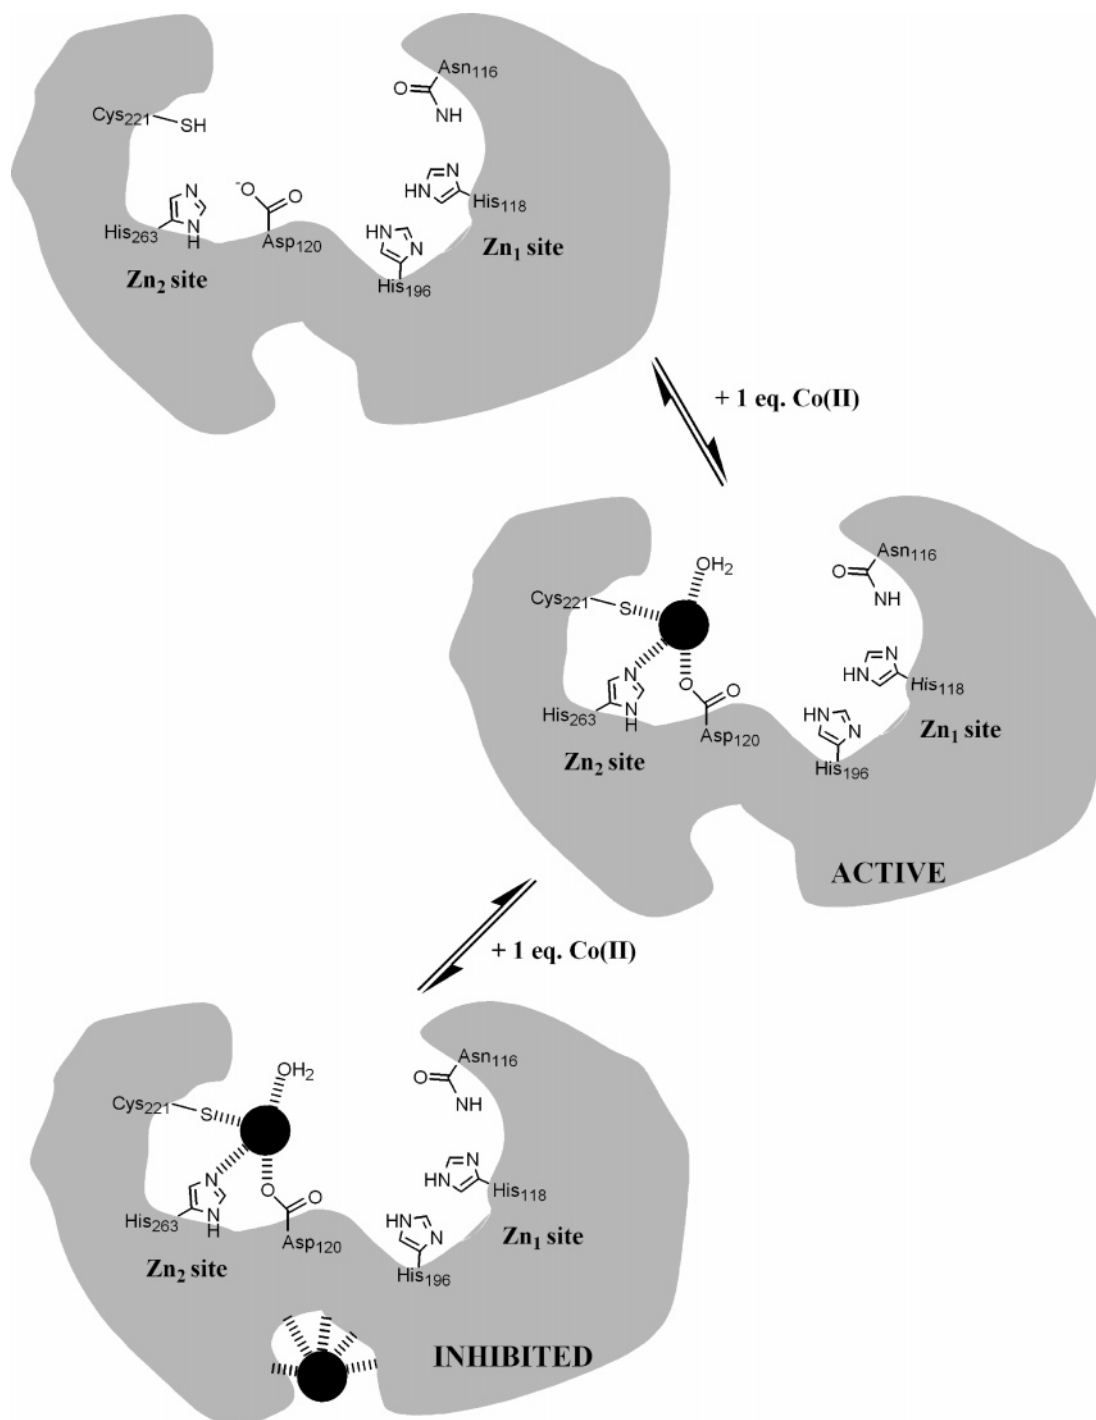 Asn116
O
NH
Cys221
SH
N
-O
O
N
HN
His118
His263
N
H
Asp120
HN
N
Zn1 site
Zn2 site
His196
+ 1 eq. Co(II)
OH2
Asn116
O
NH
Cys221
S
N
O
O
N
HN
His118
His263
N
H
Asp120
HN
N
Zn1 site
Zn2 site
His196
ACTIVE
+ 1 eq. Co(II)
OH2
Asn116
O
NH
Cys221
S
N
O
O
N
HN
His118
His263
N
H
Asp120
HN
N
Zn1 site
Zn2 site
His196
INHIBITED